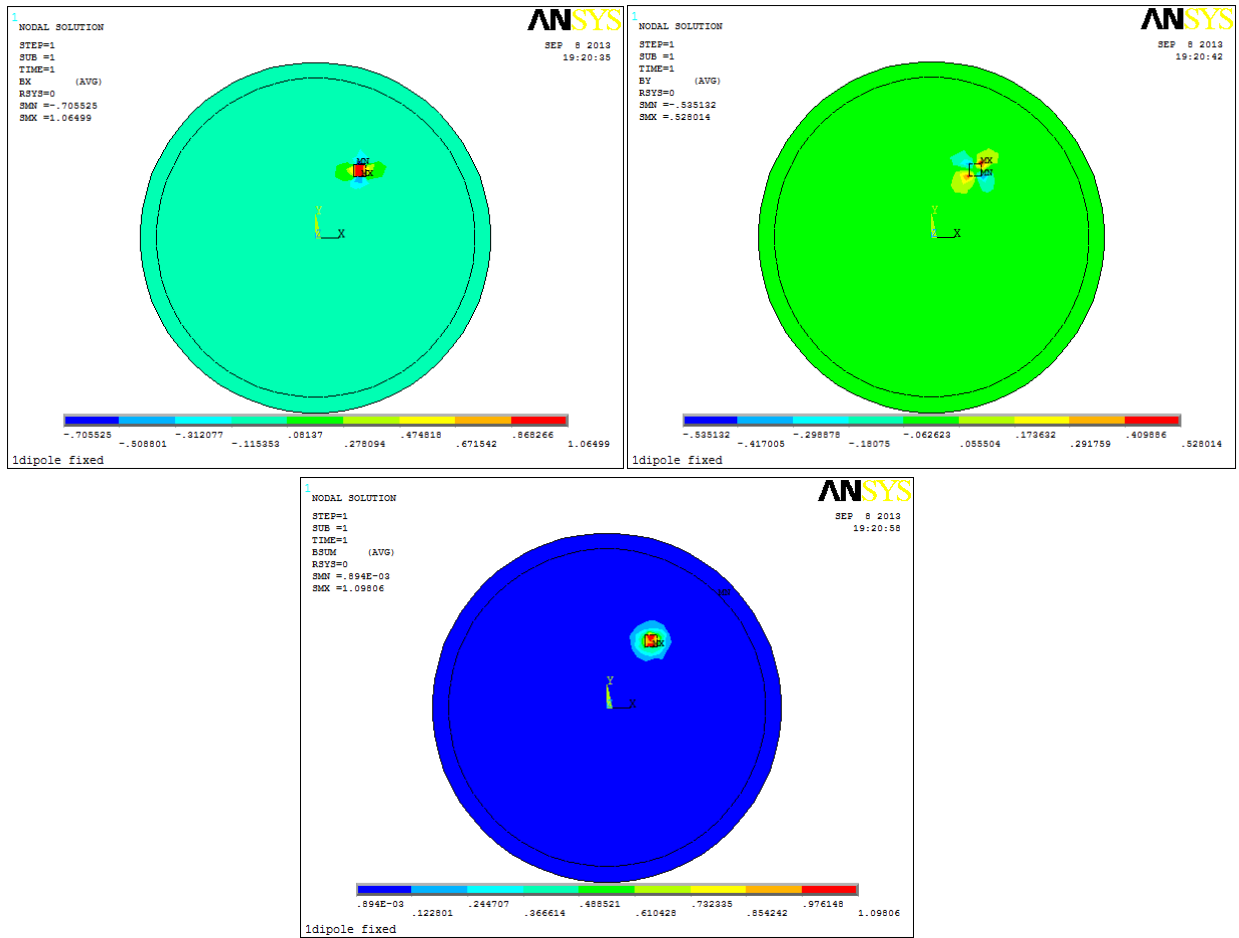 1
ANSYS
NODAL SOLUTION
STEP=1
SUB =1
TIME=1
BX (AVG)
RSYS=0
SMN =-.705525
SMX =1.06499
SEP 8 2013
19:20:35
MN
MX
Y
X
-.705525
-.508801
-.312077
-.115353
.08137
.278094
.474818
.671542
.868266
1.06499
1dipole fixed
1
ANSYS
NODAL SOLUTION
STEP=1
SUB =1
TIME=1
BY (AVG)
RSYS=0
SMN =-.535132
SMX =.528014
SEP 8 2013
19:20:42
MX
MN
Y
X
-.535132
-.417005
-.298878
-.18075
-.062623
.055504
.173632
.291759
.409886
.528014
1dipole fixed
1
ANSYS
NODAL SOLUTION
STEP=1
SUB =1
TIME=1
BSUM (AVG)
RSYS=0
SMN =.894E-03
SMX =1.09806
SEP 8 2013
19:20:58
MX
Y
X
.894E-03
.122801
.244707
.366614
.488521
.610428
.732335
.854242
.976148
1.09806
1dipole fixed